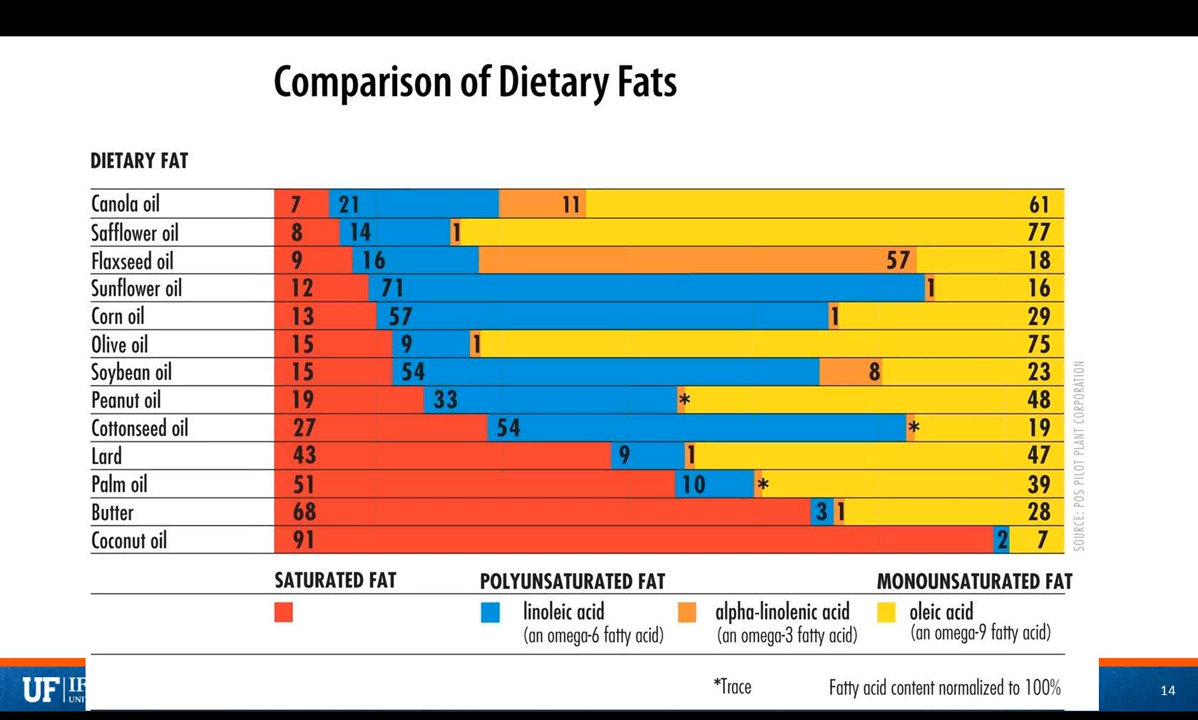 Comparison of Dietary Fats
DIETARY FAT
Canola oil 7 21 11 61
Safflower oil 8 14 1 77
Flaxseed oil 9 16 57 18
Sunflower oil 12 71 1 16
Corn oil 13 57 1 29
Olive oil 15 9 1 75
Soybean oil 15 54 8 23
Peanut oil 19 33 * 48
Cottonseed oil 27 54 * 19
Lard 43 9 1 47
Palm oil 51 10 * 39
Butter 68 3 1 28
Coconut oil 91 2 7
SOURCE: POS PILOT PLANT CORPORATION
SATURATED FAT POLYUNSATURATED FAT MONOUNSATURATED FAT
linoleic acid alpha-linolenic acid oleic acid
(an omega-6 fatty acid) (an omega-3 fatty acid) (an omega-9 fatty acid)
*Trace Fatty acid content normalized to 100%
UF
14